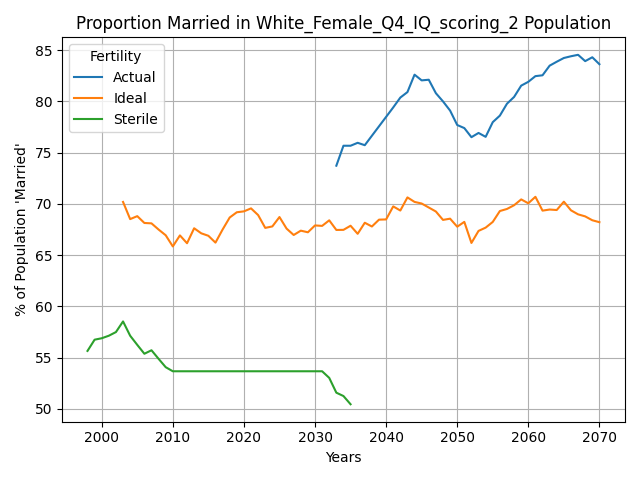 Proportion Married in White_Female_Q4_IQ_scoring_2 Population
Fertility
Actual
Ideal
Sterile
% of Population 'Married'
85
80
75
70
65
60
55
50
2000 2010 2020 2030 2040 2050 2060 2070
Years